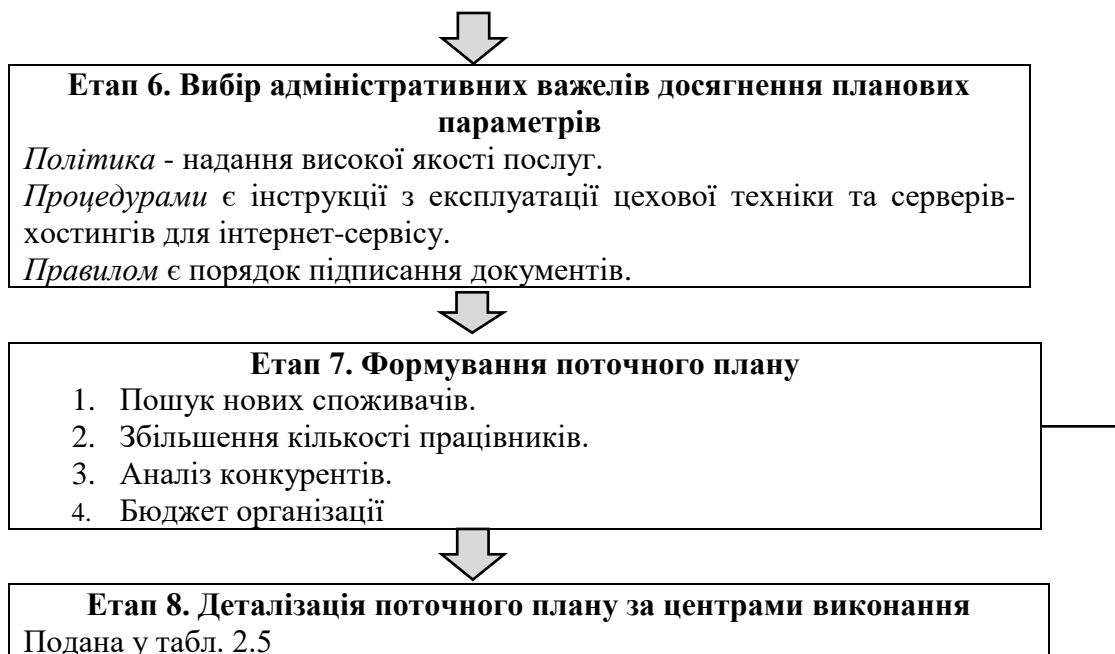 Етап 6. Вибір адміністративних важелів досягнення планових
параметрів
Політика - надання високої якості послуг.
Процедурами є інструкції з експлуатації цехової техніки та серверів-
хостингів для інтернет-сервісу.
Правилом є порядок підписання документів.
Етап 7. Формування поточного плану
1. Пошук нових споживачів.
2. Збільшення кількості працівників.
3. Аналіз конкурентів.
4. Бюджет організації
Етап 8. Деталізація поточного плану за центрами виконання
Подана у табл. 2.5